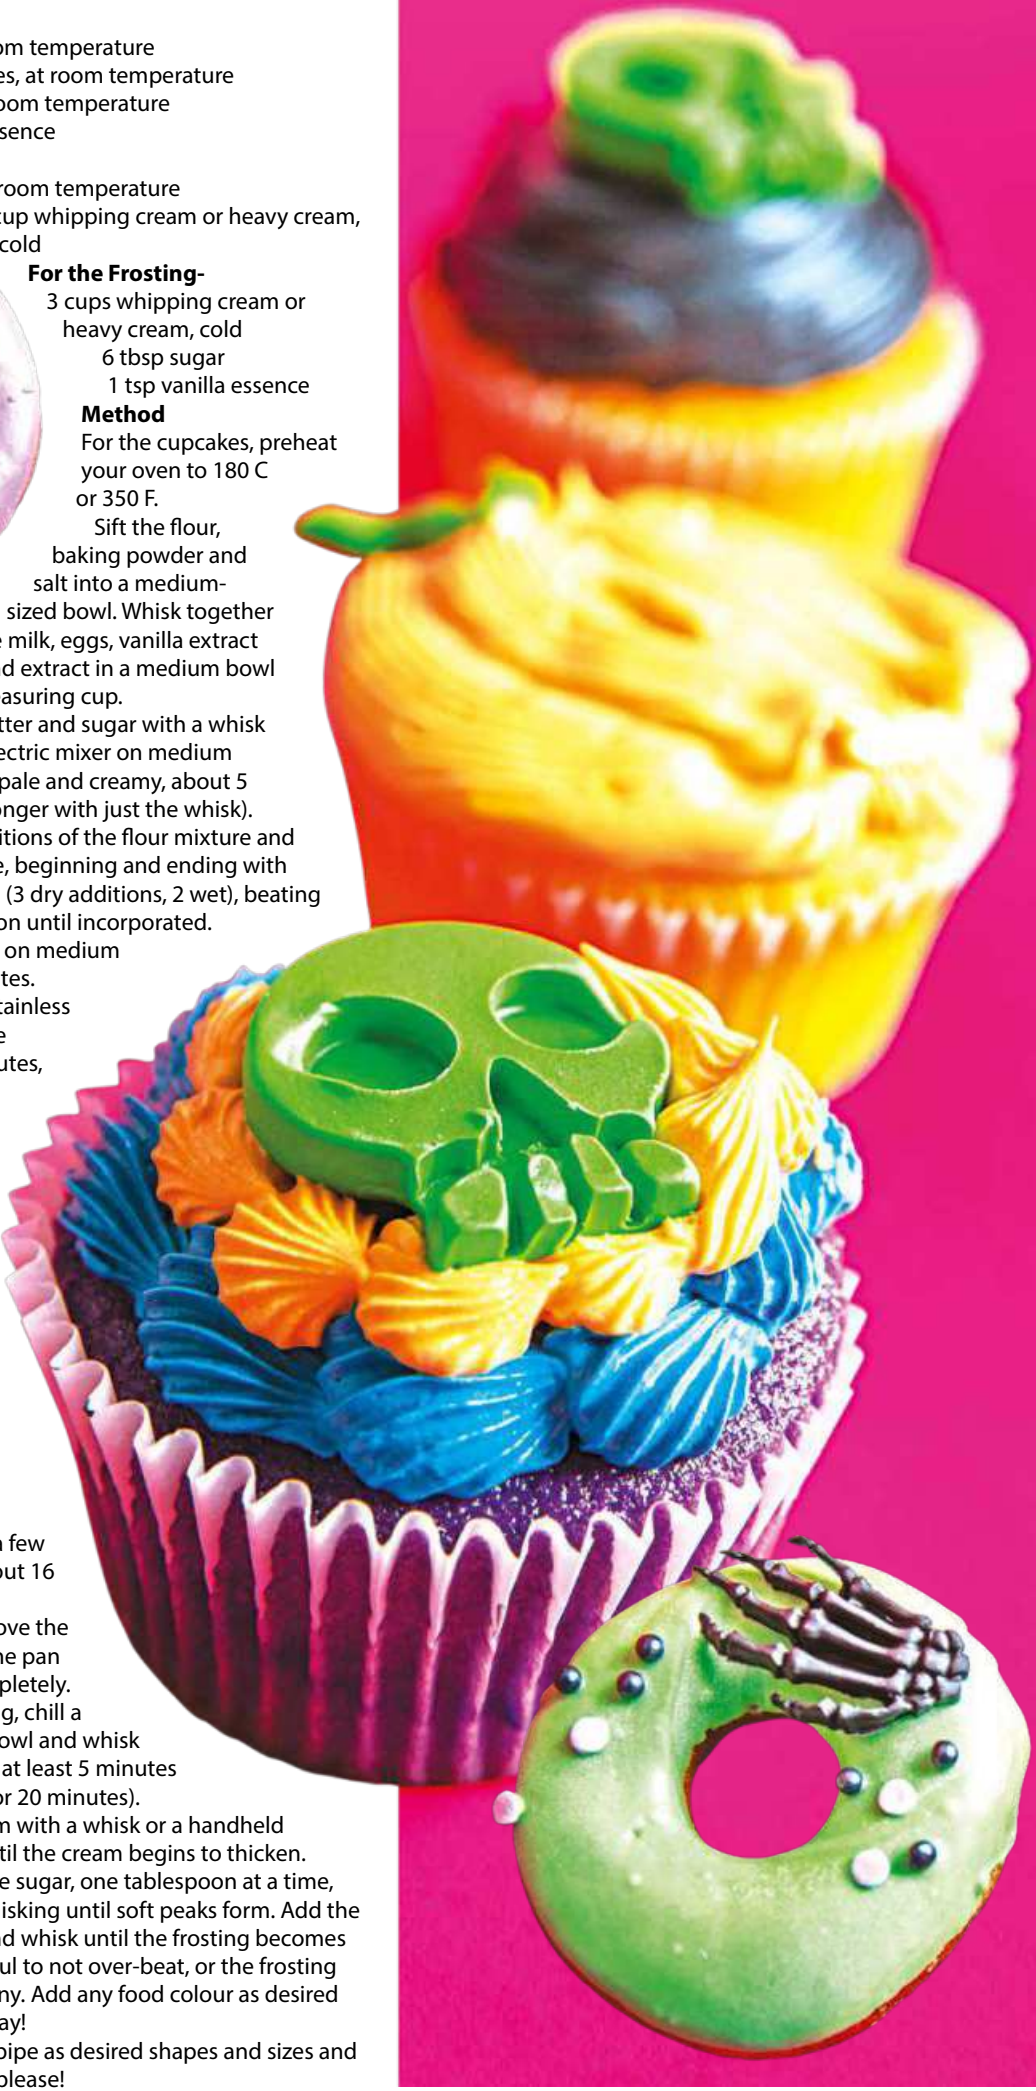 om temperature
es, at room temperature
oom temperature
sence
room temperature
cup whipping cream or heavy cream,
cold
For the Frosting-
3 cups whipping cream or
heavy cream, cold
6 tbsp sugar
1 tsp vanilla essence
Method
For the cupcakes, preheat
your oven to 180 C
or 350 F.
Sift the flour,
baking powder and
salt into a medium-
sized bowl. Whisk together
milk, eggs, vanilla extract
d extract in a medium bowl
easuring cup.
tter and sugar with a whisk
ectric mixer on medium
pale and creamy, about 5
onger with just the whisk).
itions of the flour mixture and
e, beginning and ending with
(3 dry additions, 2 wet), beating
on until incorporated.
on medium
tes.
tainless
e
utes,
few
out 16
ove the
he pan
pletely.
g, chill a
owl and whisk
at least 5 minutes
or 20 minutes).
m with a whisk or a handheld
til the cream begins to thicken.
e sugar, one tablespoon at a time,
isking until soft peaks form. Add the
nd whisk until the frosting becomes
ul to not over-beat, or the frosting
ny. Add any food colour as desired
ay!
pipe as desired shapes and sizes and
please!